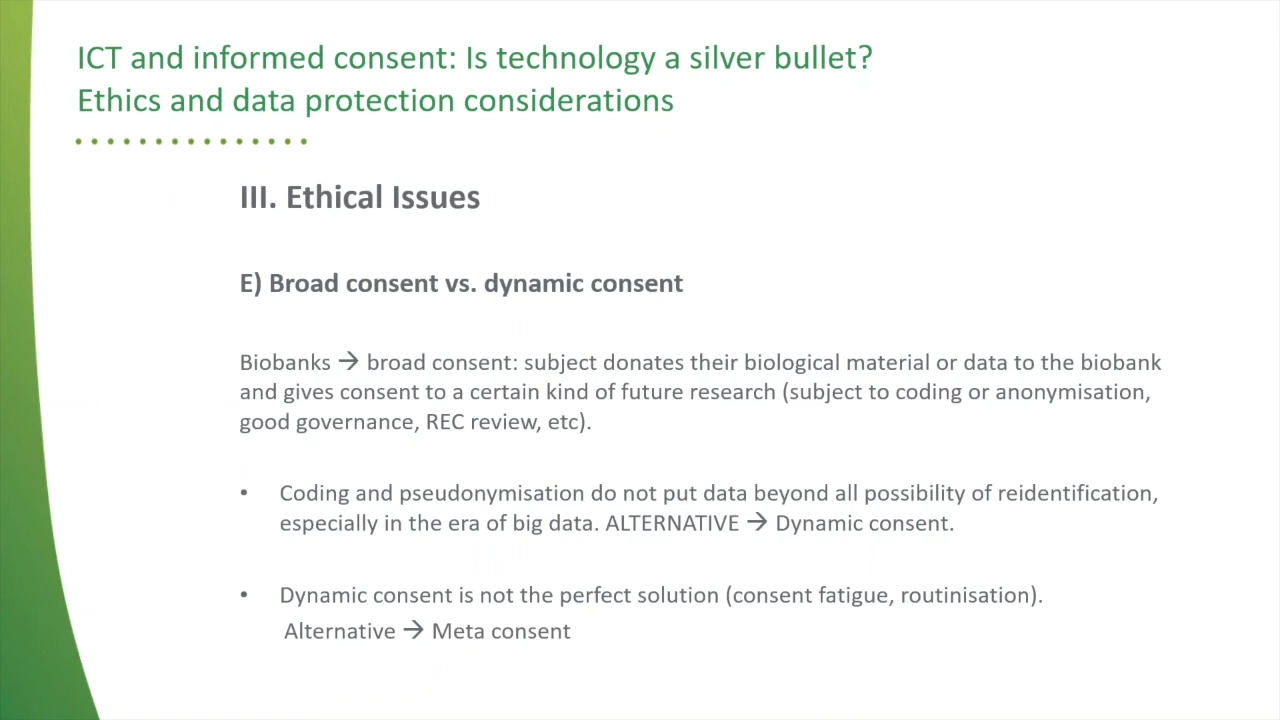 ICT and informed consent: Is technology a silver bullet?
Ethics and data protection considerations
III. Ethical Issues
E) Broad consent vs. dynamic consent
Biobanks → broad consent: subject donates their biological material or data to the biobank
and gives consent to a certain kind of future research (subject to coding or anonymisation,
good governance, REC review, etc).
• Coding and pseudonymisation do not put data beyond all possibility of reidentification,
especially in the era of big data. ALTERNATIVE → Dynamic consent.
• Dynamic consent is not the perfect solution (consent fatigue, routinisation).
Alternative → Meta consent